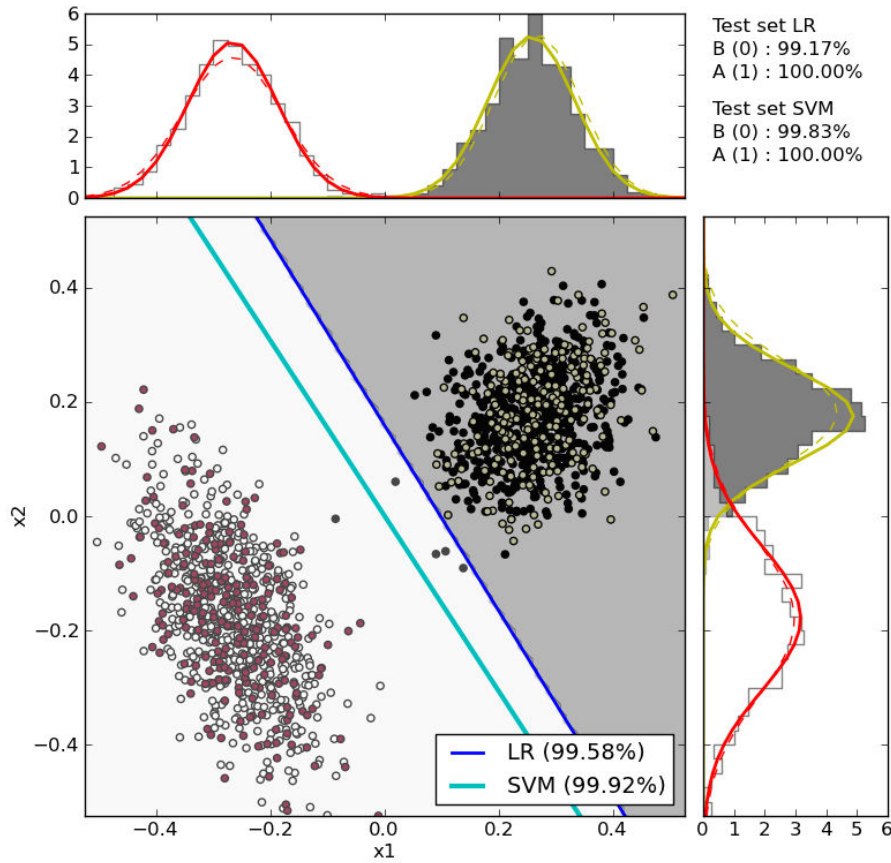 6
5
4
3
2
1
0
Test set LR
B (0) : 99.17%
A (1) : 100.00%
Test set SVM
B (0) : 99.83%
A (1) : 100.00%
0.4
0.2
0.0
−0.2
−0.4
x2
LR (99.58%)
SVM (99.92%)
−0.4 −0.2 0.0 0.2 0.4
x1
0 1 2 3 4 5 6